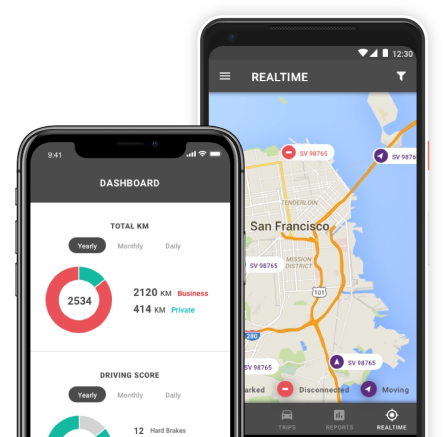 12:30
REALTIME
SV 98765
SV 9876
TENDERLOIN
San Francisco
MISSION
DISTRICT
SV 98765
101
280
SV 98765
SV 98765
arked
Disconnected
Moving
TRIPS
REPORTS
REALTIME
9:41
DASHBOARD
TOTAL KM
Yearly
Monthly
Daily
2534
2120 KM Business
414 KM Private
DRIVING SCORE
Yearly
Monthly
Daily
12 Hard Brakes